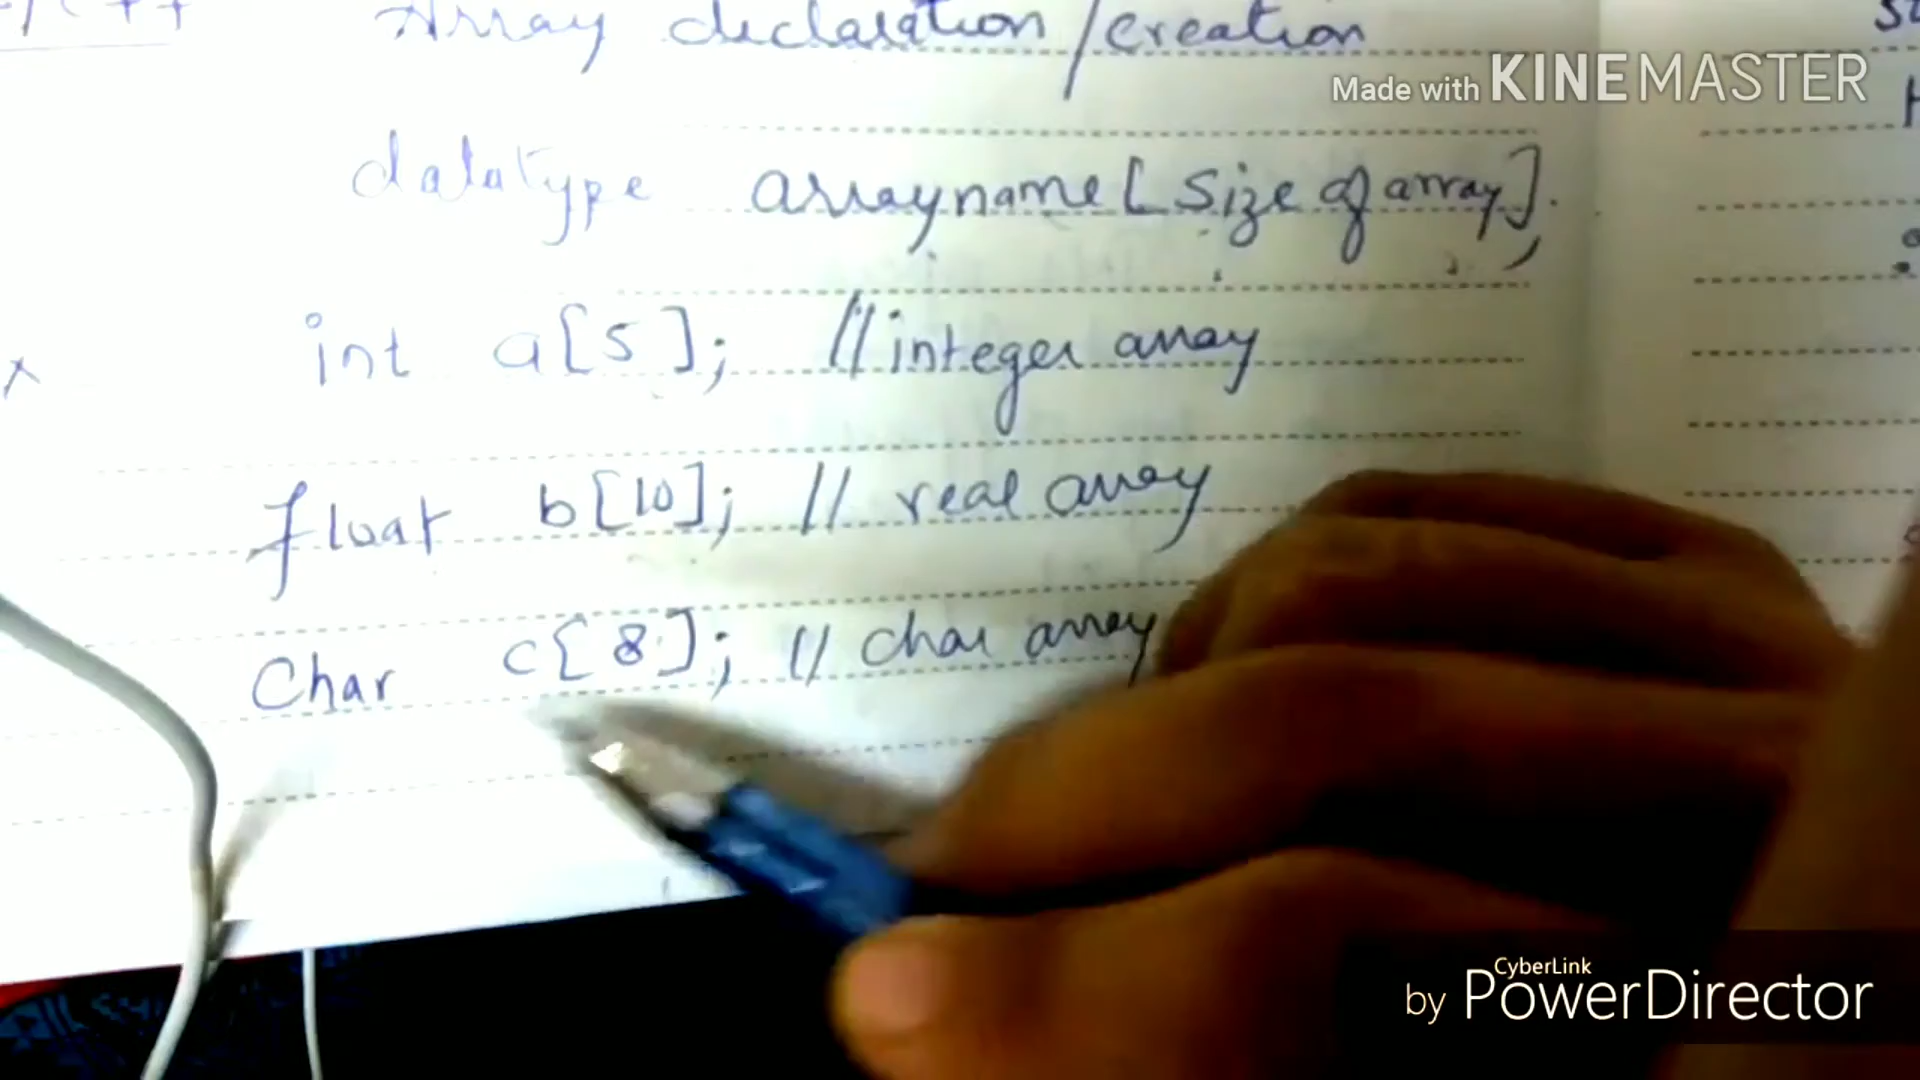 /C++ Array declaration/creation
Made with KINEMASTER
datatype arrayname[size of array];
int a[5]; //integer array
float b[10]; // real array
Char c[8]; // char array
CyberLink
by PowerDirector